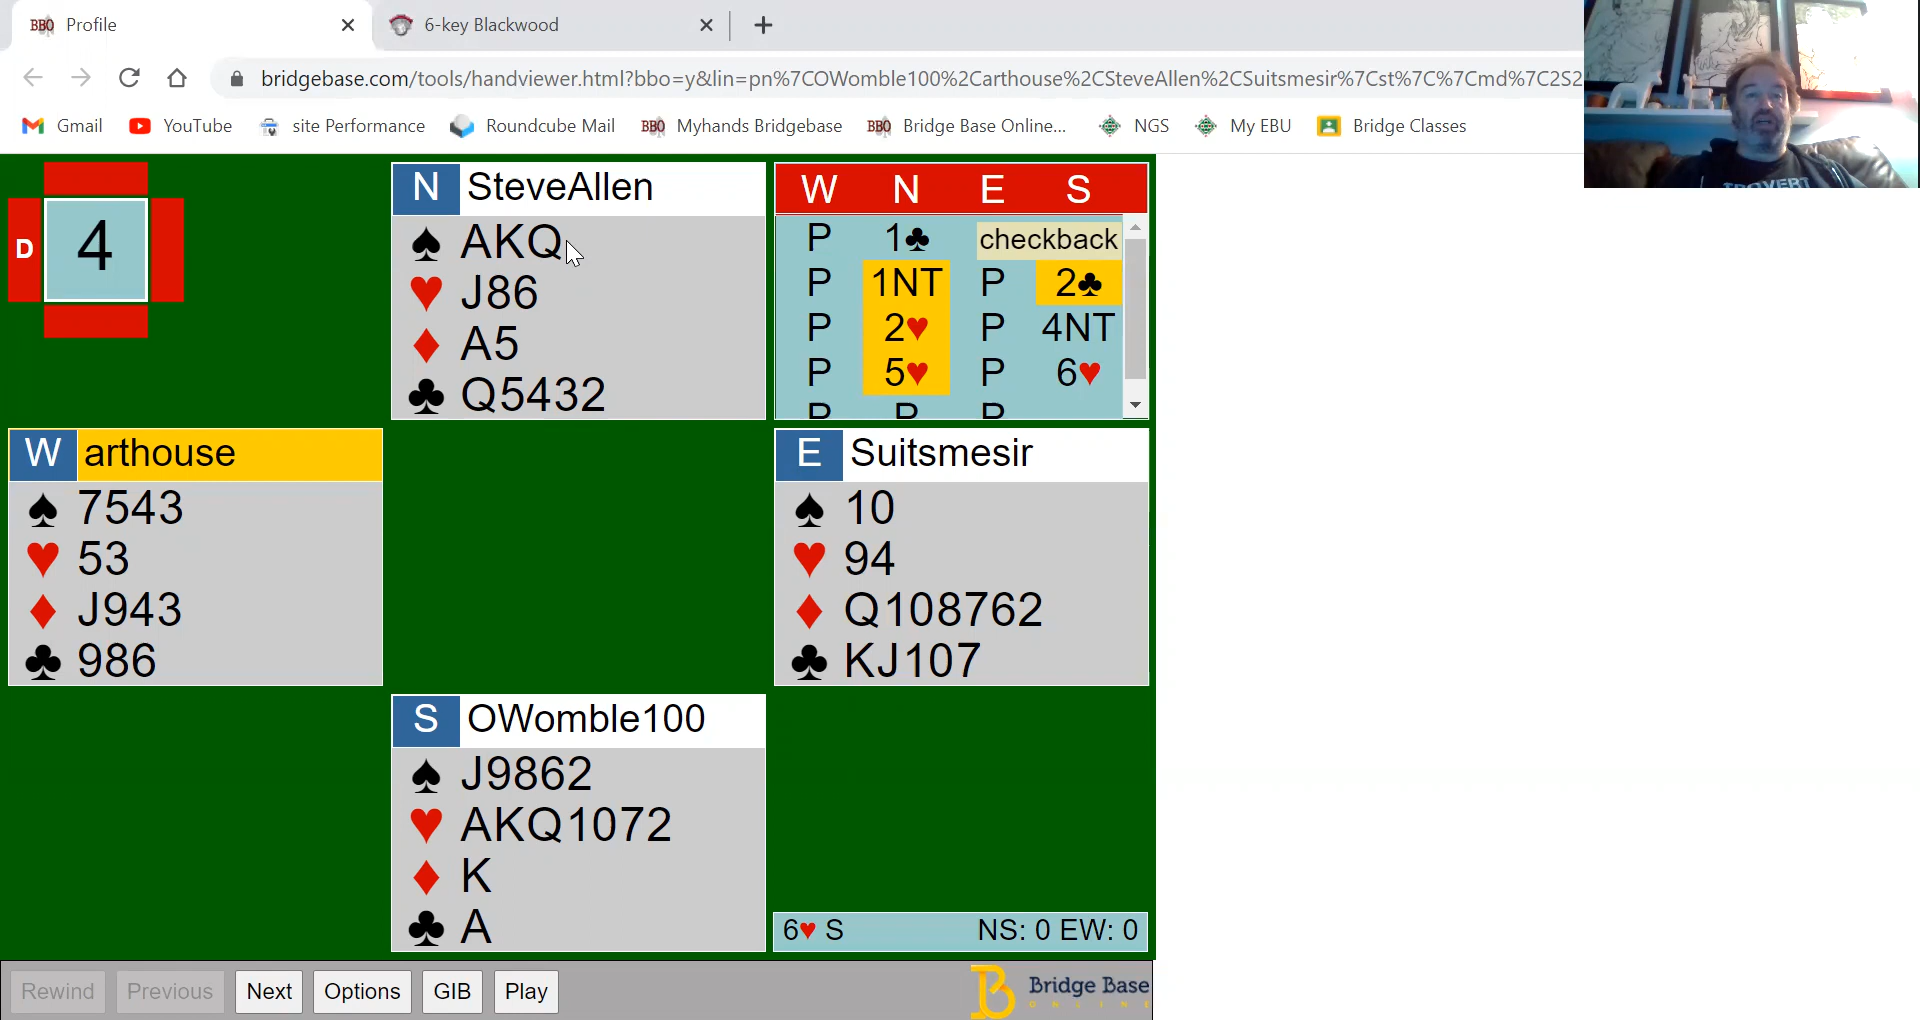 BBO Profile
6-key Blackwood
bridgebase.com/tools/handviewer.html?bbo=y&lin=pn%7COWomble100%2Carthouse%2CSteveAllen%2CSuitsmesir%7Cst%7C%7Cmd%7C2S2
Gmail YouTube site Performance Roundcube Mail BBO Myhands Bridgebase BBO Bridge Base Online... NGS My EBU Bridge Classes
D 4
N SteveAllen
♠ AKQ
♥ J86
♦ A5
♣ Q5432
W N E S
P 1♣ checkback
P 1NT P 2♣
P 2♥ P 4NT
P 5♥ P 6♥
P P P
W arthouse
♠ 7543
♥ 53
♦ J943
♣ 986
E Suitsmesir
♠ 10
♥ 94
♦ Q108762
♣ KJ107
S OWomble100
♠ J9862
♥ AKQ1072
♦ K
♣ A
6♥ S NS: 0 EW: 0
Rewind Previous Next Options GIB Play
Bridge Base
ONLINE